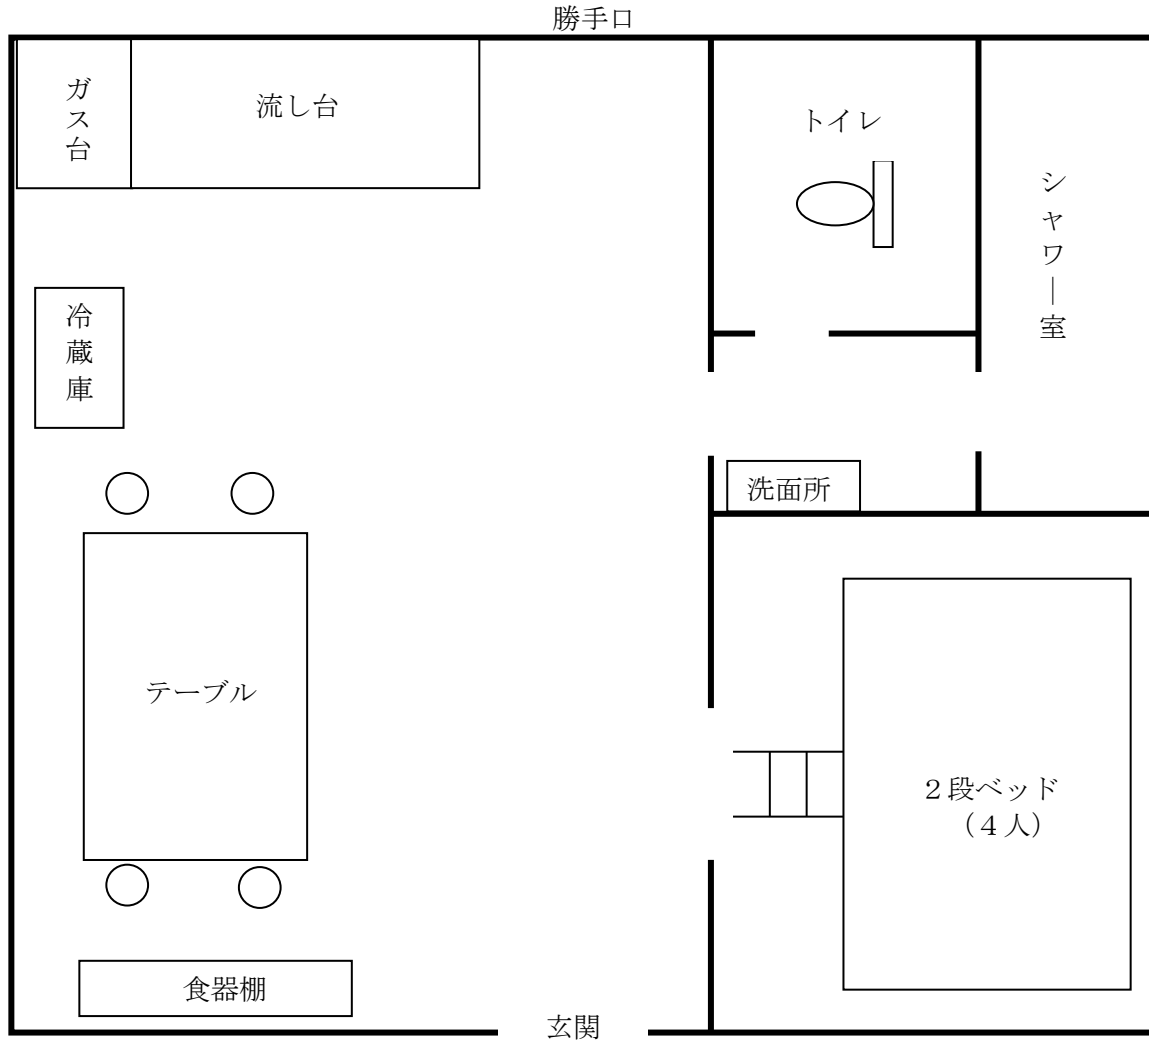 勝手口
ガス台
流し台
トイレ
シャワー室
冷蔵庫
洗面所
テーブル
２段ベッド
（４人）
食器棚
玄関